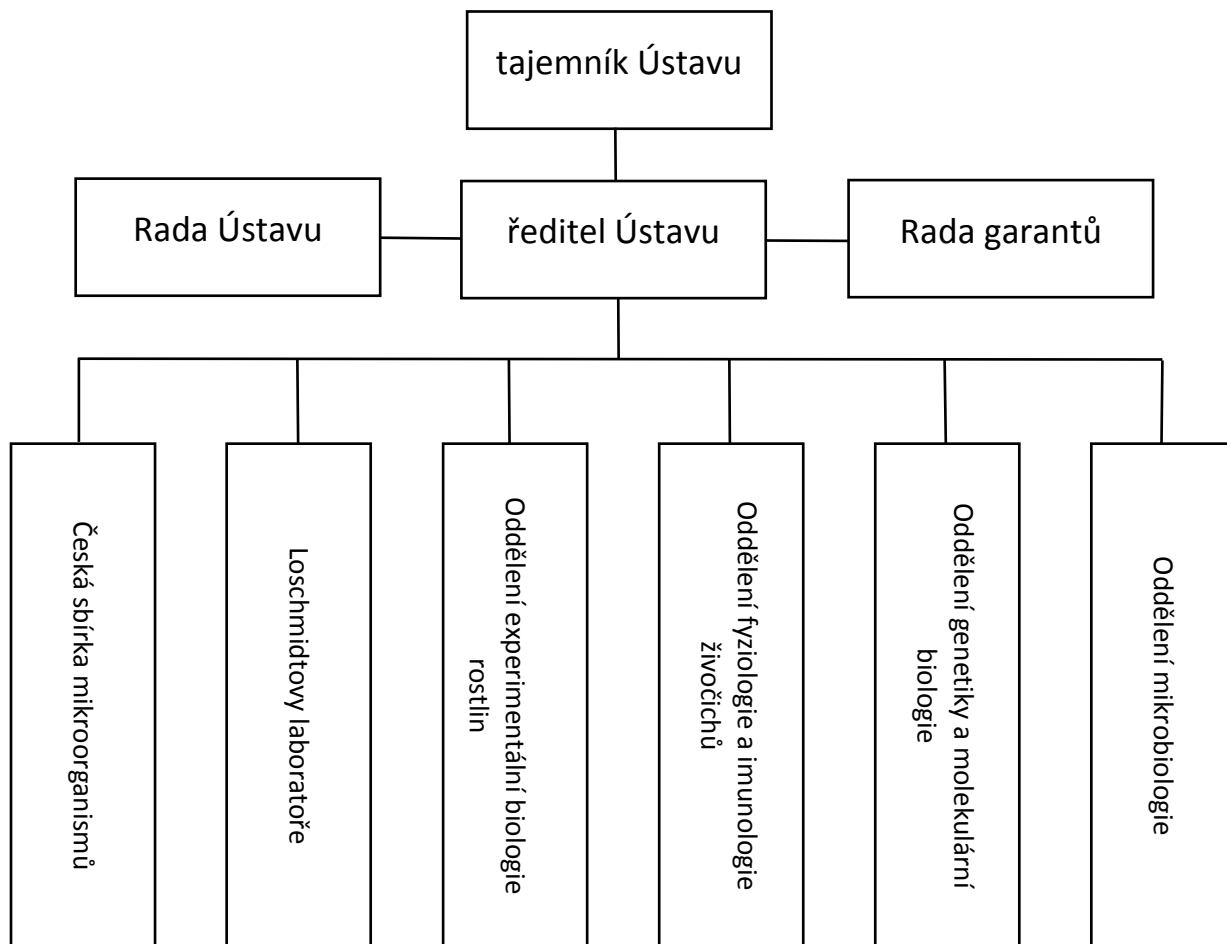 tajemník Ústavu
Rada Ústavu
ředitel Ústavu
Rada garantů
Česká sbírka mikroorganismů
Loschmidtovy laboratoře
Oddělení experimentální biologie
rostlin
Oddělení fyziologie a imunologie
živočichů
Oddělení genetiky a molekulární
biologie
Oddělení mikrobiologie